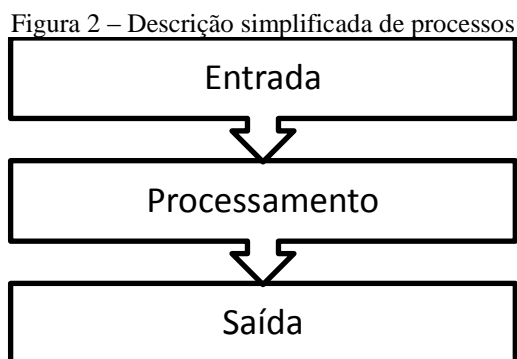 Figura 2 – Descrição simplificada de processos
Entrada
Processamento
Saída